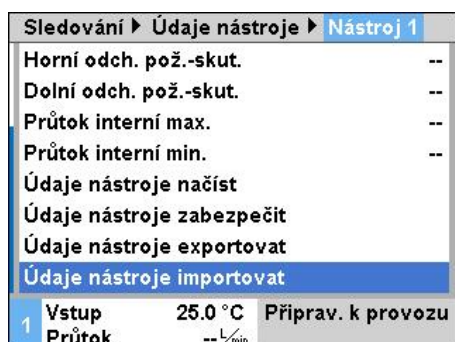 Sledování ▶ Údaje nástroje ▶ Nástroj 1
Horní odch. pož.-skut. --
Dolní odch. pož.-skut. --
Průtok interní max. --
Průtok interní min. --
Údaje nástroje načíst
Údaje nástroje zabezpečit
Údaje nástroje exportovat
Údaje nástroje importovat
1 Vstup 25.0 °C Připrav. k provozu
Průtok -- L/min